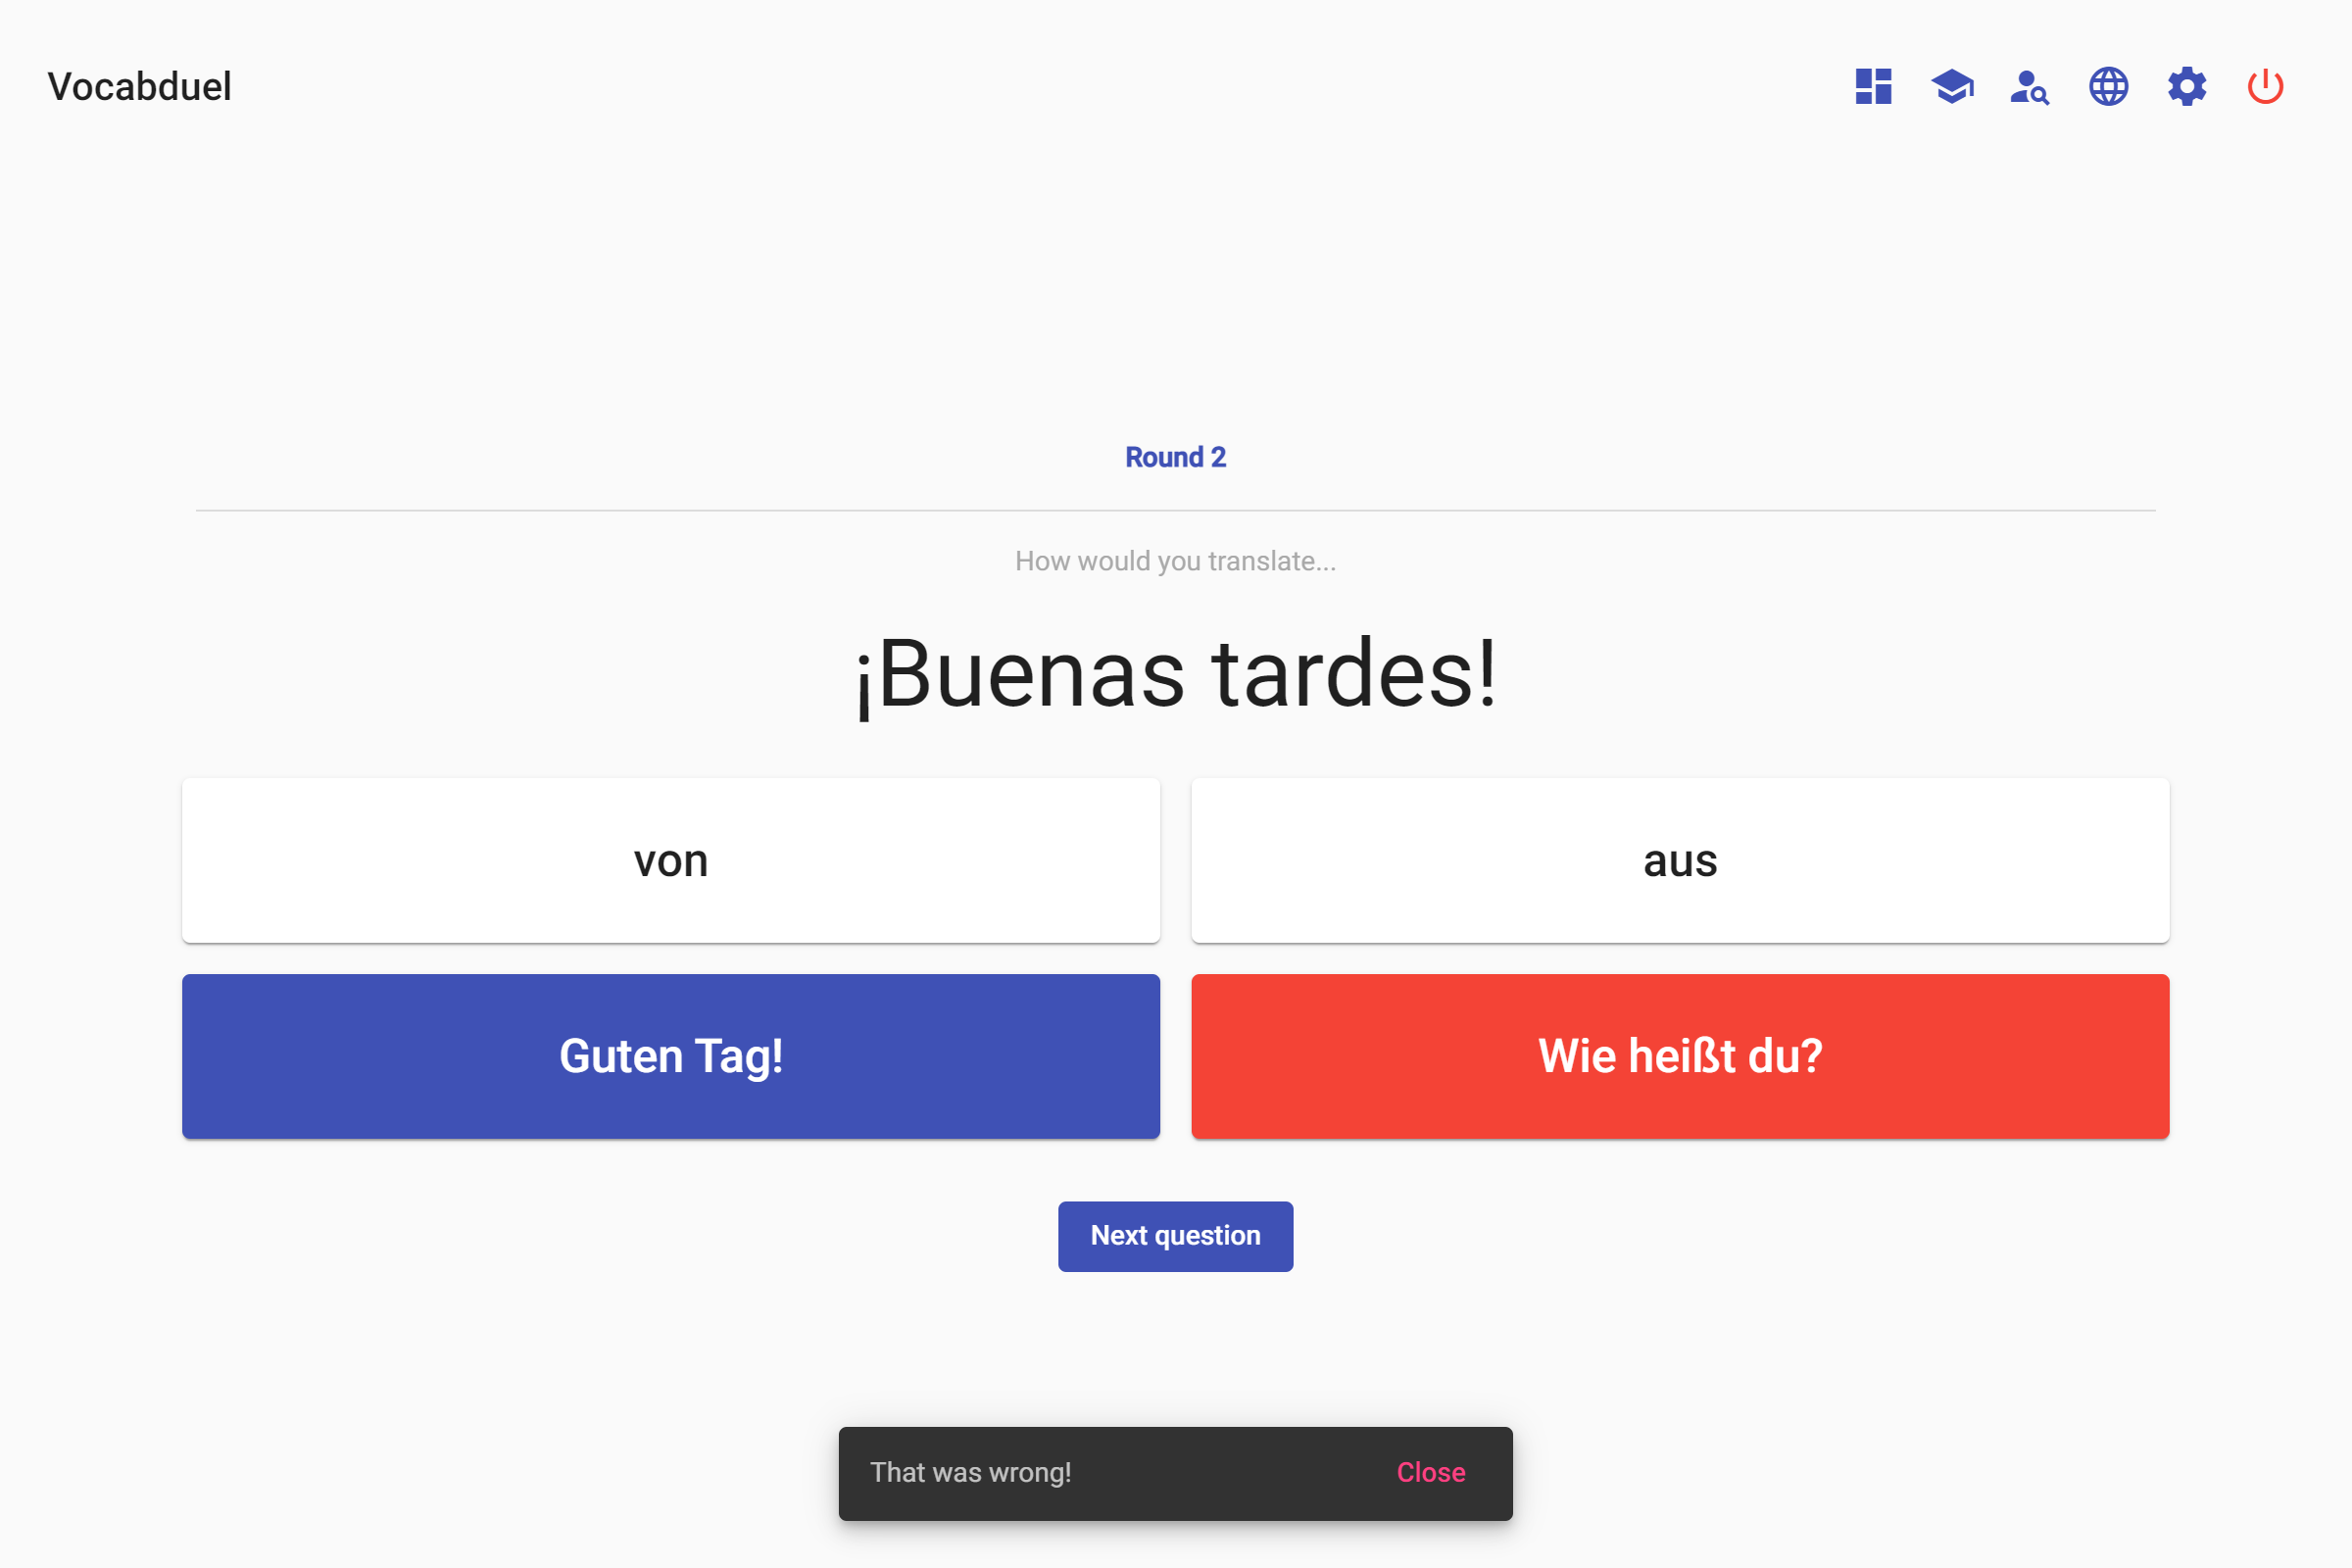 Vocabduel
Round 2
How would you translate...
¡Buenas tardes!
von
aus
Guten Tag!
Wie heißt du?
Next question
That was wrong!
Close